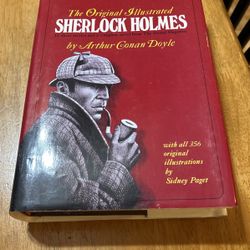 The Original Illustrated
SHERLOCK HOLMES
by Arthur Conan Doyle
with all 356
original
illustrations
by
Sidney Paget